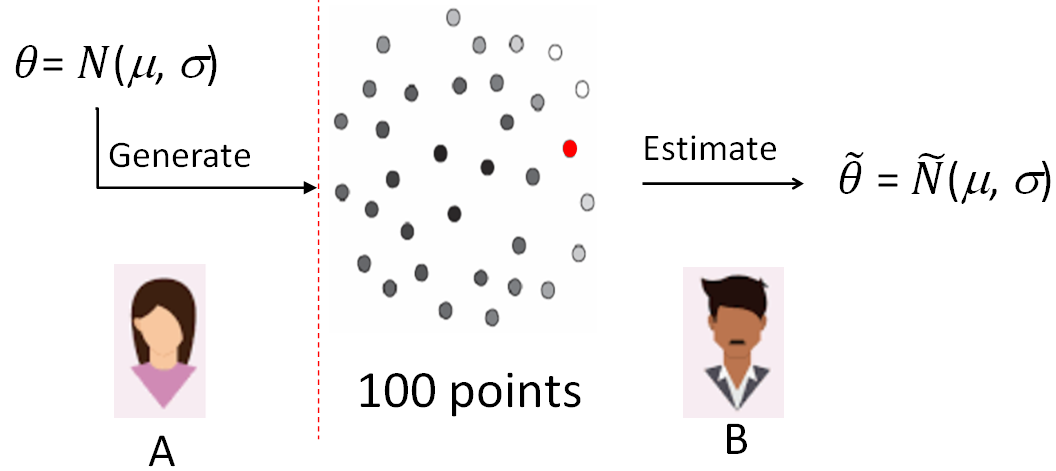 θ = N(μ, σ)
Generate
Estimate
θ̃ = Ñ(μ, σ)
100 points
A
B